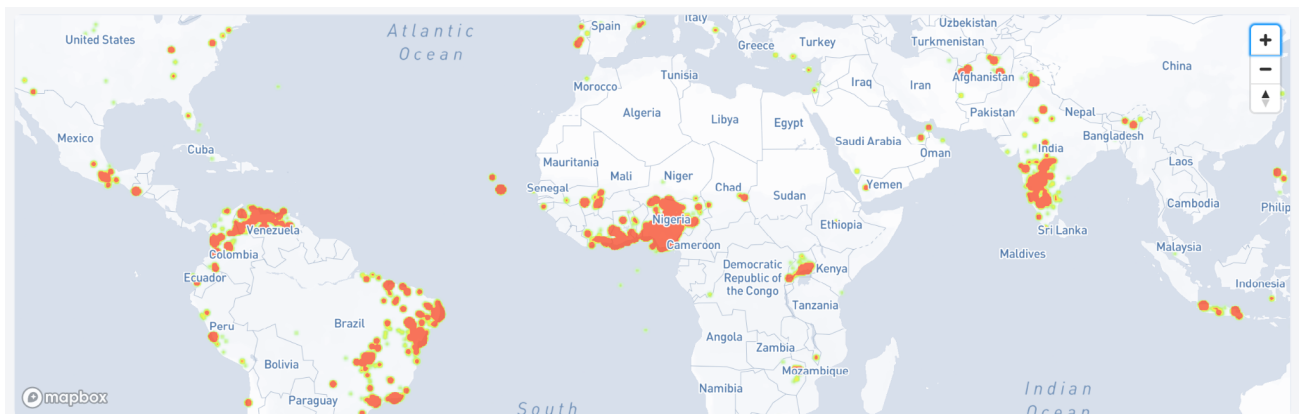 Atlantic
Ocean
United States
Spain
Italy
Greece
Turkey
Uzbekistan
Turkmenistan
China
+
−
Tunisia
Morocco
Iraq
Iran
Afghanistan
Algeria
Libya
Egypt
Pakistan
Nepal
Mexico
Cuba
Saudi Arabia
Oman
Bangladesh
India
Mauritania
Mali
Niger
Chad
Sudan
Yemen
Laos
Senegal
Cambodia
Philip
Nigeria
Ethiopia
Venezuela
Sri Lanka
Colombia
Cameroon
Maldives
Malaysia
Ecuador
Democratic
Republic of
the Congo
Kenya
Indonesia
Tanzania
Peru
Brazil
Angola
Zambia
Bolivia
Mozambique
Namibia
Indian
Ocean
mapbox
Paraguay
South